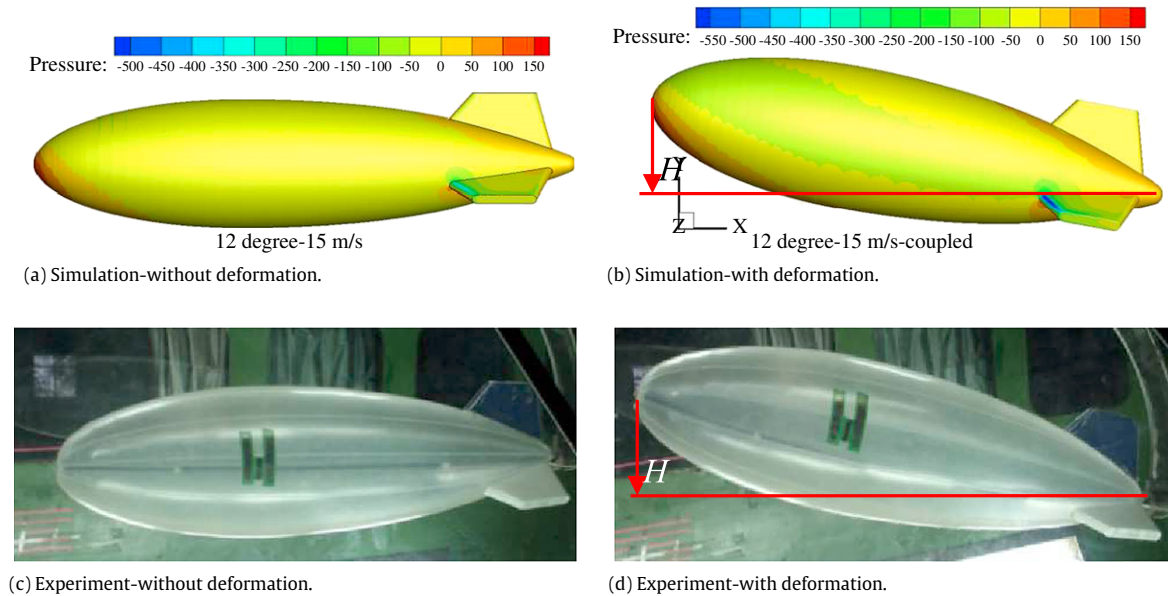 Pressure: -500 -450 -400 -350 -300 -250 -200 -150 -100 -50 0 50 100 150
12 degree-15 m/s
(a) Simulation-without deformation.
Pressure: -550 -500 -450 -400 -350 -300 -250 -200 -150 -100 -50 0 50 100 150
H
Y
Z
X
12 degree-15 m/s-coupled
(b) Simulation-with deformation.
H
(c) Experiment-without deformation.
H
H
(d) Experiment-with deformation.